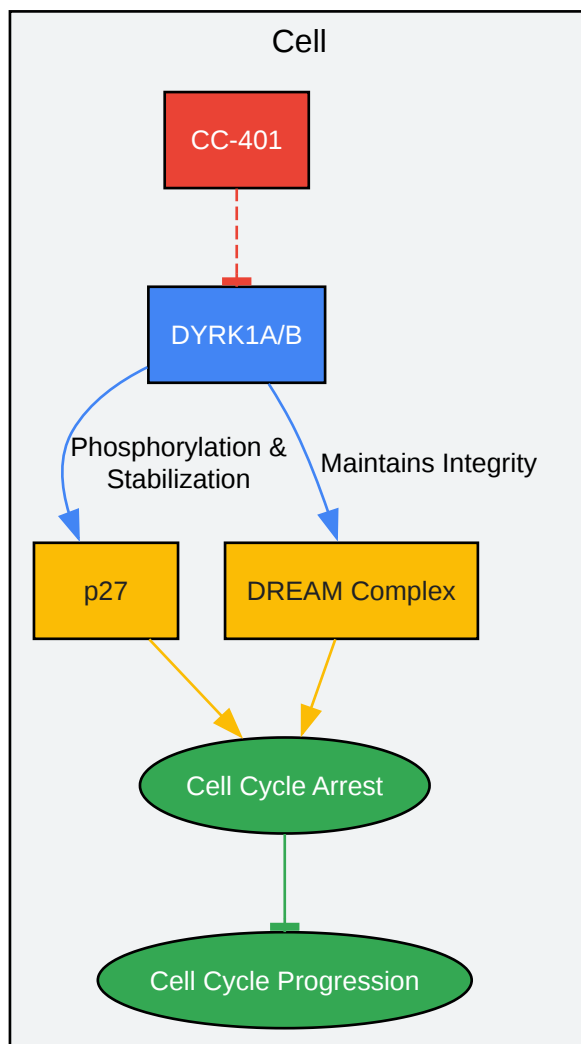 Cell
CC-401
DYRK1A/B
Phosphorylation &
Stabilization
Maintains Integrity
p27
DREAM Complex
Cell Cycle Arrest
Cell Cycle Progression